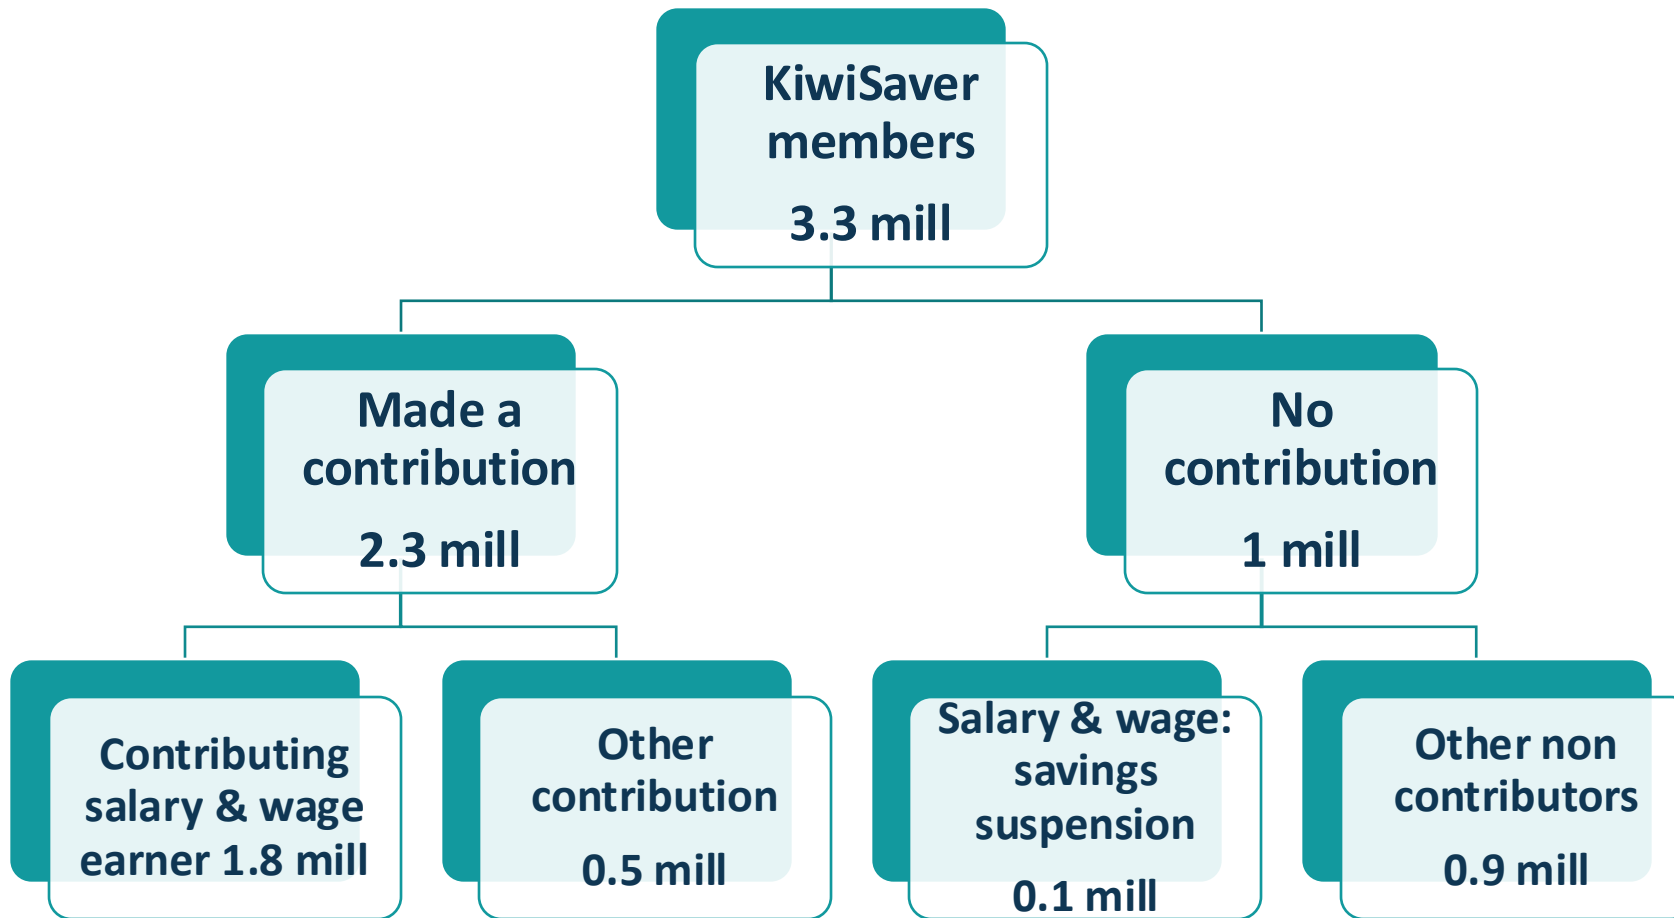 KiwiSaver
members
3.3 mill
Made a
contribution
2.3 mill
No
contribution
1 mill
Contributing
salary & wage
earner 1.8 mill
Other
contribution
0.5 mill
Salary & wage:
savings
suspension
0.1 mill
Other non
contributors
0.9 mill